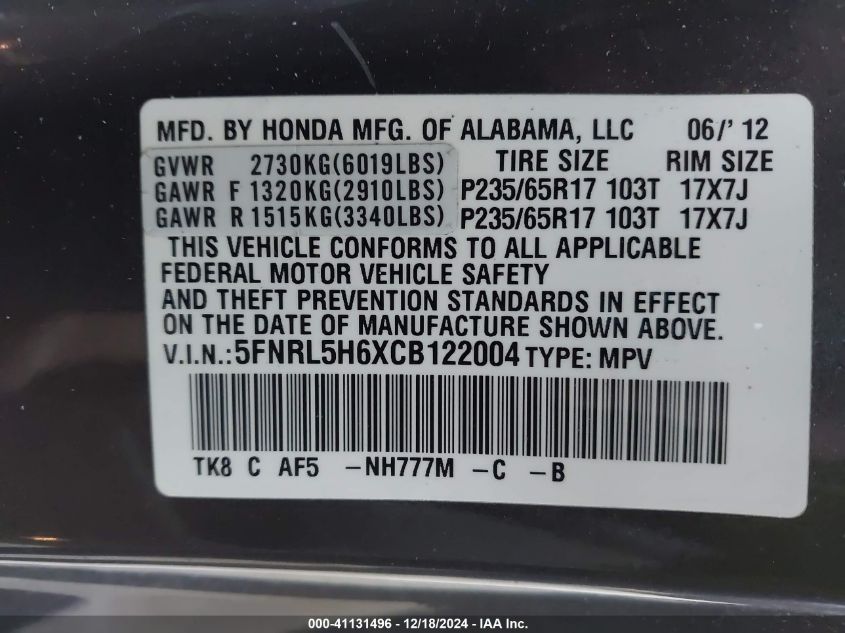 MFD. BY HONDA MFG. OF ALABAMA, LLC 06/' 12
GVWR 2730KG(6019LBS) TIRE SIZE RIM SIZE
GAWR F 1320KG(2910LBS) P235/65R17 103T 17X7J
GAWR R 1515KG(3340LBS) P235/65R17 103T 17X7J
THIS VEHICLE CONFORMS TO ALL APPLICABLE
FEDERAL MOTOR VEHICLE SAFETY
AND THEFT PREVENTION STANDARDS IN EFFECT
ON THE DATE OF MANUFACTURE SHOWN ABOVE.
V.I.N.:5FNRL5H6XCB122004 TYPE: MPV
TK8 C AF5 -NH777M -C -B
000-41131496 - 12/18/2024 - IAA Inc.